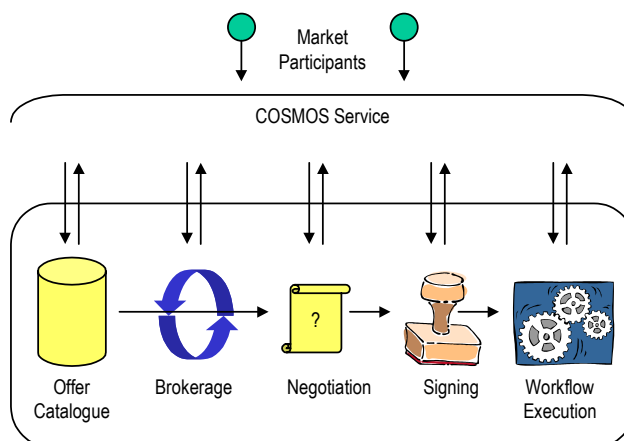 Market
Participants
COSMOS Service
?
Offer
Catalogue
Brokerage
Negotiation
Signing
Workflow
Execution